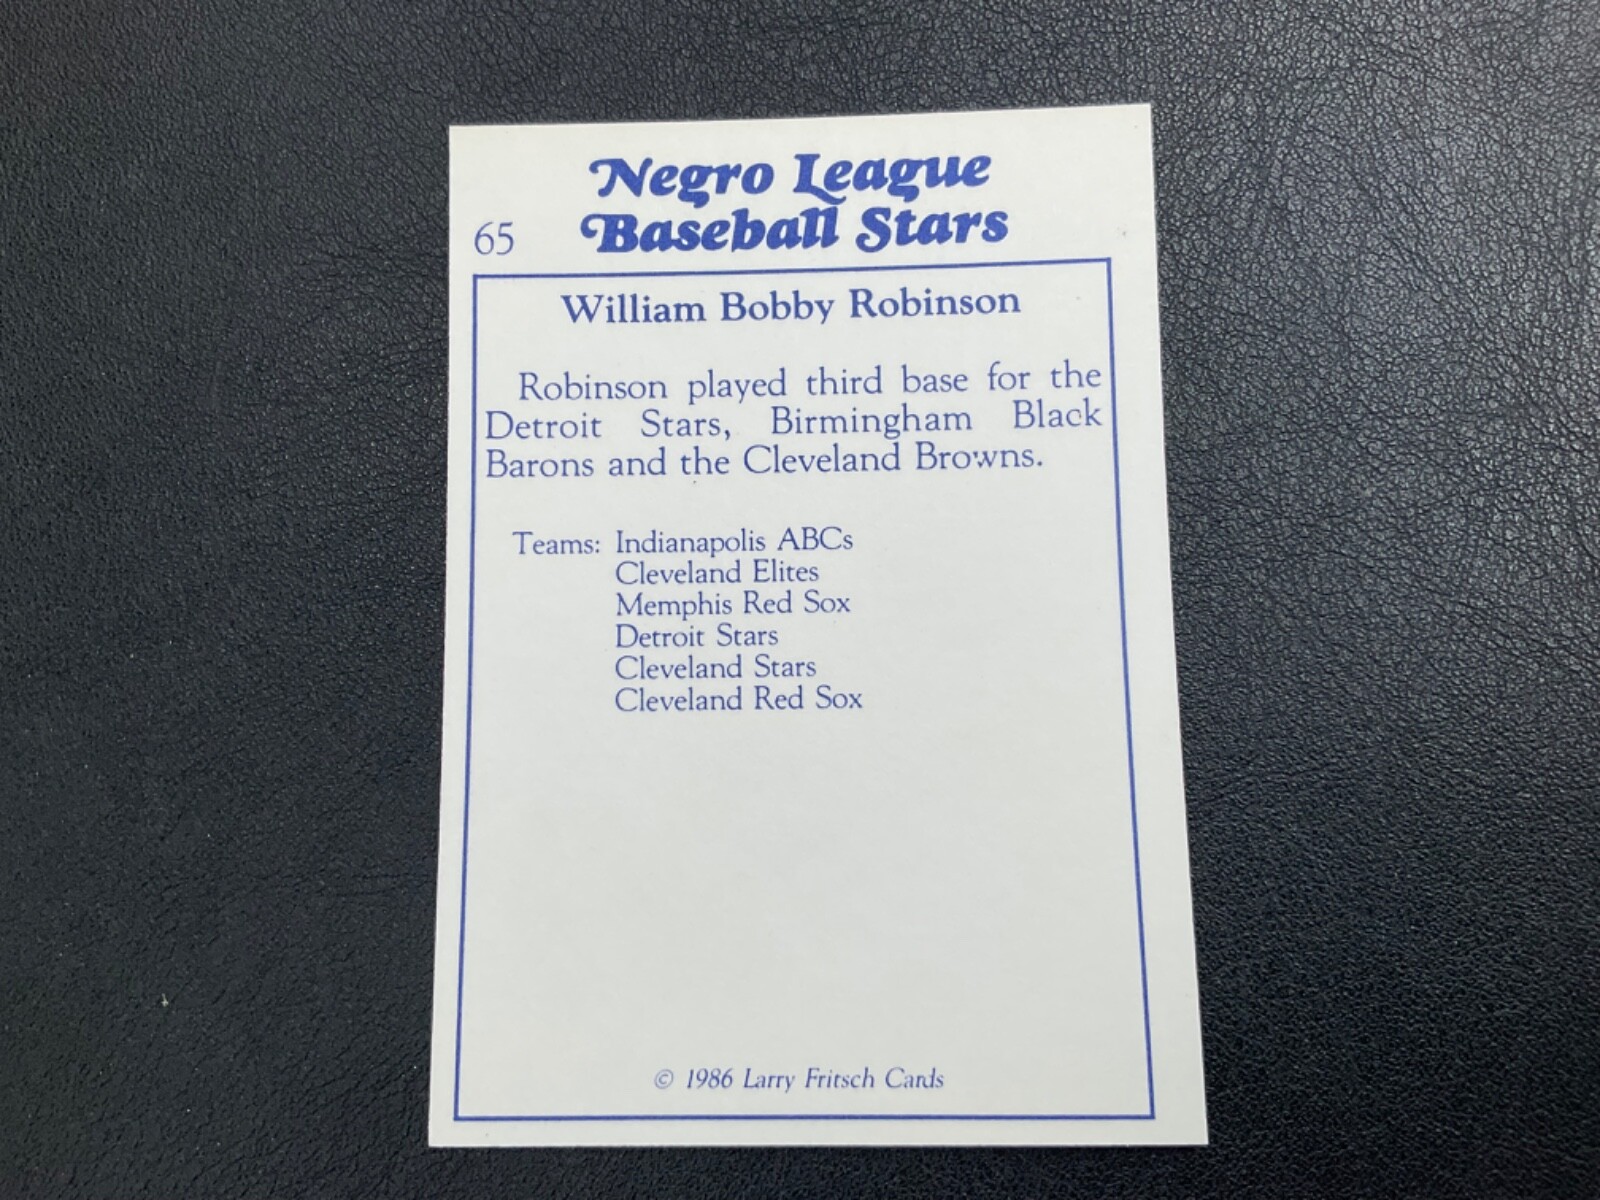 Negro League
Baseball Stars
65
William Bobby Robinson
Robinson played third base for the
Detroit Stars, Birmingham Black
Barons and the Cleveland Browns.
Teams: Indianapolis ABCs
Cleveland Elites
Memphis Red Sox
Detroit Stars
Cleveland Stars
Cleveland Red Sox
© 1986 Larry Fritsch Cards